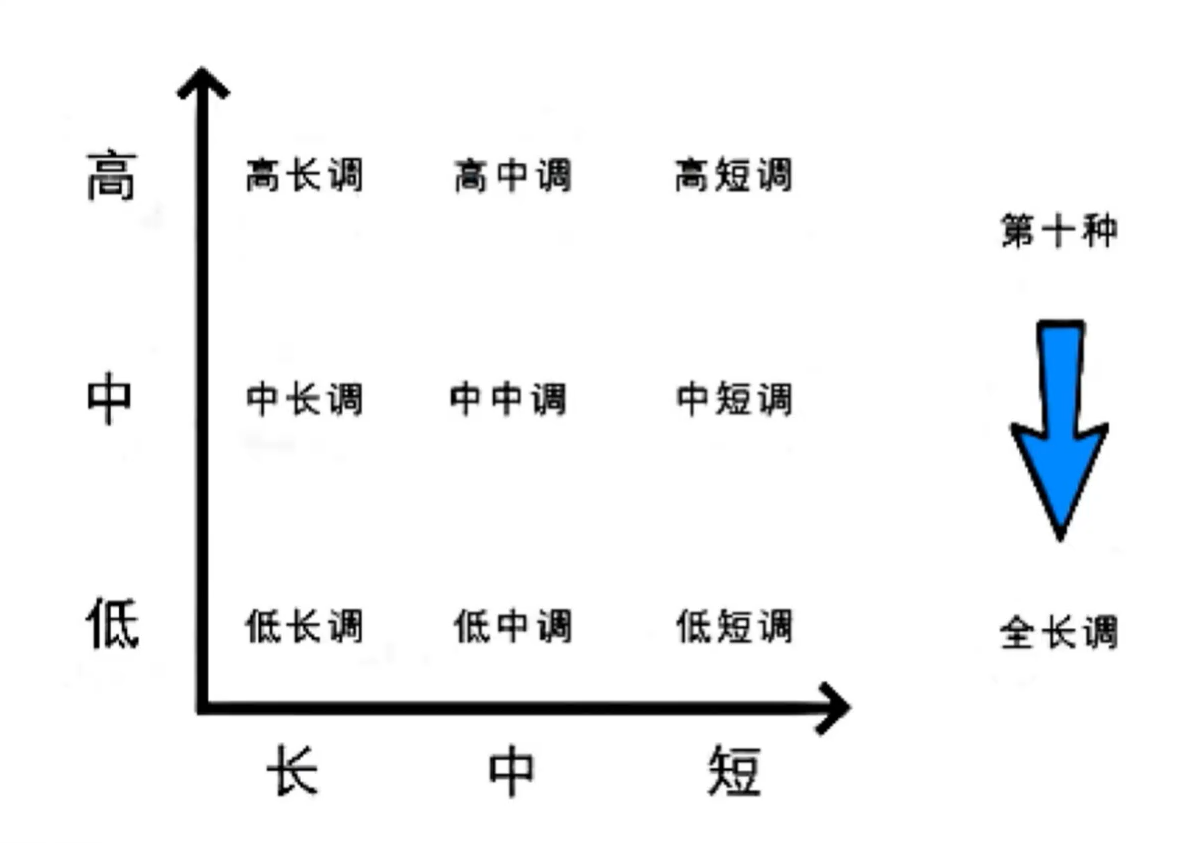 高 高长调 高中调 高短调
第十种
中 中长调 中中调 中短调
低 低长调 低中调 低短调 全长调
长 中 短